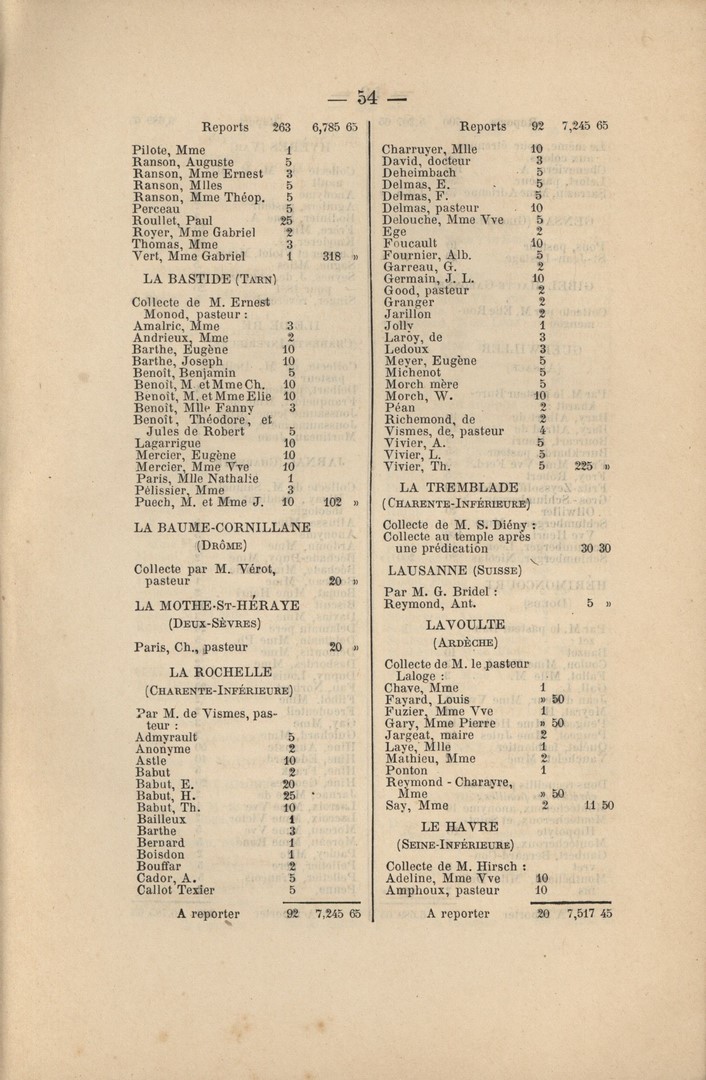 — 54 —
Reports 263 6,785 65
Pilote, Mme 1
Ranson, Auguste 5
Ranson, Mme Ernest 3
Ranson, Mlles 5
Ranson, Mme Théop. 5
Perceau 5
Roullet, Paul 25
Royer, Mme Gabriel 2
Thomas, Mme 3
Vert, Mme Gabriel 1 318 »
LA BASTIDE (TARN)
Collecte de M. Ernest
Monod, pasteur :
Amalric, Mme 3
Andrieux, Mme 2
Barthe, Eugène 10
Barthe, Joseph 10
Benoît, Benjamin 5
Benoît, M. et Mme Ch. 10
Benoît, M. et Mme Elie 10
Benoît, Mlle Fanny 3
Benoît, Théodore, et
Jules de Robert 5
Lagarrigue 10
Mercier, Eugène 10
Mercier, Mme Vve 10
Paris, Mlle Nathalie 1
Pélissier, Mme 3
Puech, M. et Mme J. 10 102 »
LA BAUME-CORNILLANE
(DRÔME)
Collecte par M. Vérot,
pasteur 20 »
LA MOTHE-ST-HÉRAYE
(DEUX-SÈVRES)
Paris, Ch., pasteur 20 »
LA ROCHELLE
(CHARENTE-INFÉRIEURE)
Par M. de Vismes, pas-
teur :
Admyrault 5
Anonyme 2
Astie 10
Babut 2
Babut, E. 20
Babut, H. 25
Babut, Th. 10
Bailleux 1
Barthe 3
Bernard 1
Boisdon 1
Bouffar 2
Cador, A. 5
Callot Texier 5
A reporter 92 7,245 65
Reports 92 7,245 65
Charruyer, Mlle 10
David, docteur 3
Deheimbach 5
Delmas, E. 5
Delmas, F. 5
Delmas, pasteur 10
Delouche, Mme Vve 5
Ege 2
Foucault 10
Fournier, Alb. 5
Garreau, G. 2
Germain, J. L. 10
Good, pasteur 2
Granger 2
Jarillon 2
Jolly 1
Laroy, de 3
Ledoux 3
Meyer, Eugène 5
Michenot 5
Morch mère 5
Morch, W. 10
Péan 2
Richemond, de 2
Vismes, de, pasteur 4
Vivier, A. 5
Vivier, L. 5
Vivier, Th. 5 225 »
LA TREMBLADE
(CHARENTE-INFÉRIEURE)
Collecte de M. S. Diény :
Collecte au temple après
une prédication 30 30
LAUSANNE (SUISSE)
Par M. G. Bridel :
Reymond, Ant. 5 »
LAVOULTE
(ARDÈCHE)
Collecte de M. le pasteur
Laloge :
Chave, Mme 1
Fayard, Louis » 50
Fuzier, Mme Vve 1
Gary, Mme Pierre » 50
Jargeat, maire 2
Laye, Mlle 1
Mathieu, Mme 2
Ponton 1
Reymond - Charayre,
Mme » 50
Say, Mme 2 11 50
LE HAVRE
(SEINE-INFÉRIEURE)
Collecte de M. Hirsch :
Adeline, Mme Vve 10
Amphoux, pasteur 10
A reporter 20 7,517 45